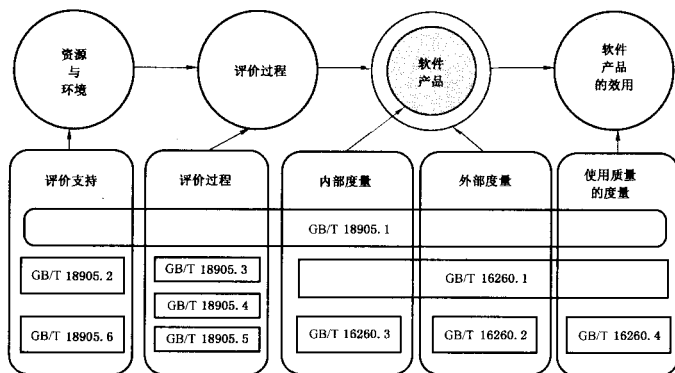 资源
与
环境
评价过程
软件
产品
软件
产品
的效用
评价支持
评价过程
内部度量
外部度量
使用质量
的度量
GB/T 18905.1
GB/T 18905.2
GB/T 18905.3
GB/T 16260.1
GB/T 18905.4
GB/T 18905.6
GB/T 18905.5
GB/T 16260.3
GB/T 16260.2
GB/T 16260.4